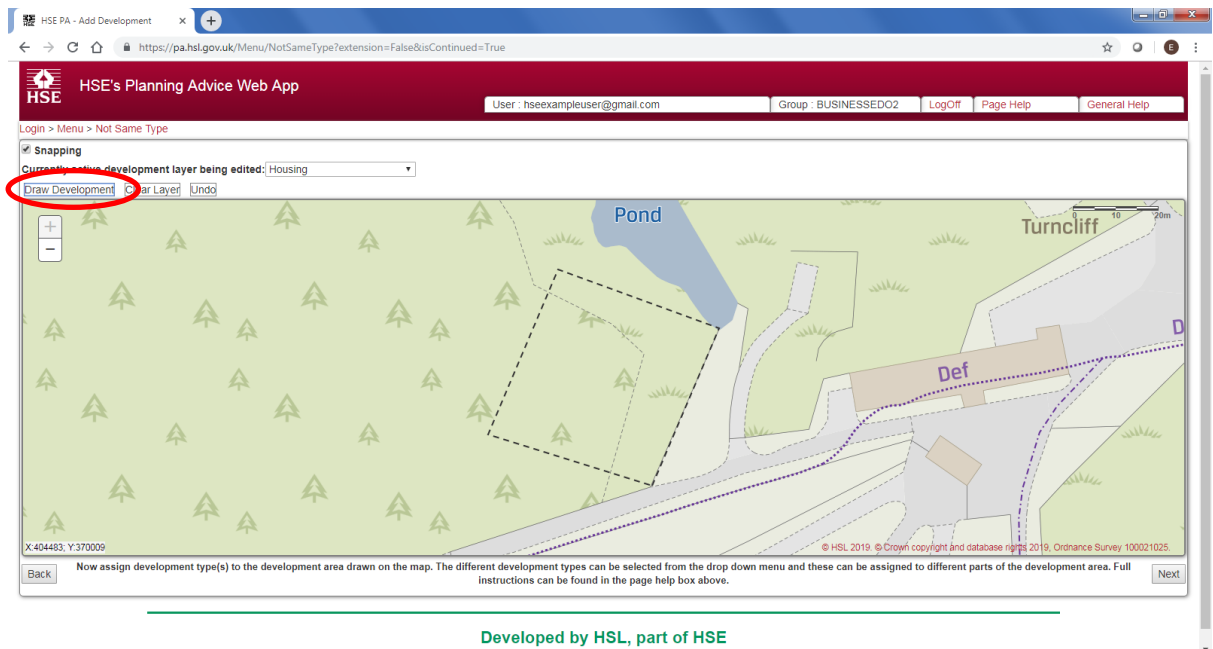 HSE PA - Add Development × +
https://pa.hsl.gov.uk/Menu/NotSameType?extension=False&isContinued=True
E
HSE
HSE's Planning Advice Web App
User : hseexampleuser@gmail.com Group : BUSINESSEDO2 LogOff Page Help General Help
Login > Menu > Not Same Type
Snapping
Currently active development layer being edited: Housing
Draw Development Clear Layer Undo
+
−
Pond
Turncliff
0 10 20m
D
Def
X:404483; Y:370009
© HSL 2019. © Crown copyright and database rights 2019, Ordnance Survey 100021025.
Back
Now assign development type(s) to the development area drawn on the map. The different development types can be selected from the drop down menu and these can be assigned to different parts of the development area. Full
instructions can be found in the page help box above.
Next
Developed by HSL, part of HSE